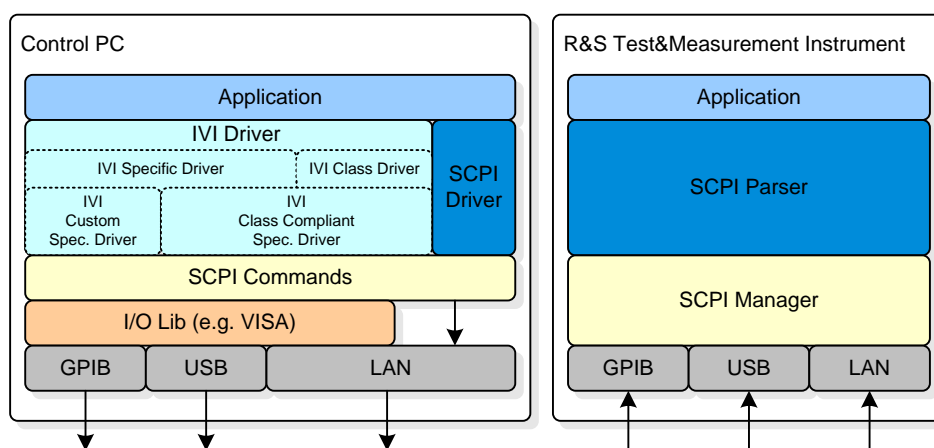 Control PC
Application
IVI Driver
IVI Specific Driver
IVI Class Driver
SCPI
Driver
IVI
Custom
Spec. Driver
IVI
Class Compliant
Spec. Driver
SCPI Commands
I/O Lib (e.g. VISA)
GPIB
USB
LAN
R&S Test&Measurement Instrument
Application
SCPI Parser
SCPI Manager
GPIB
USB
LAN